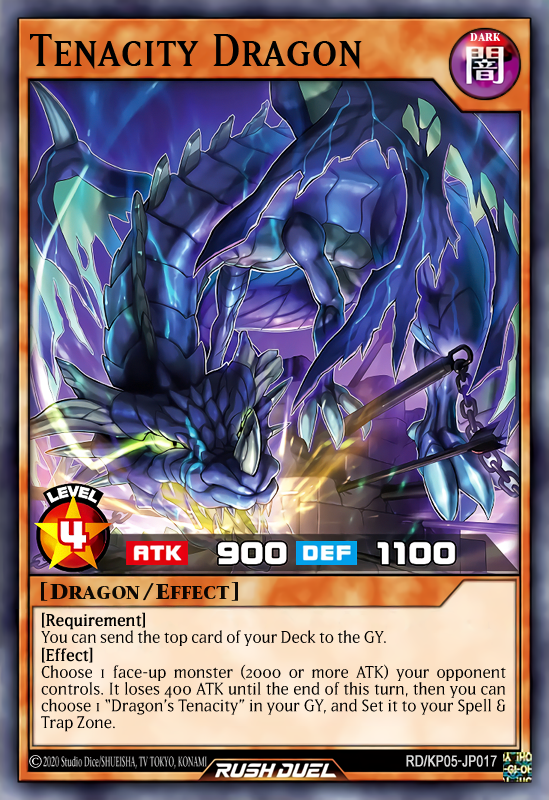 Tenacity Dragon
DARK
闇
LEVEL
4
ATK 900 DEF 1100
[Dragon/Effect]
[Requirement]
You can send the top card of your Deck to the GY.
[Effect]
Choose 1 face-up monster (2000 or more ATK) your opponent
controls. It loses 400 ATK until the end of this turn, then you can
choose 1 "Dragon's Tenacity" in your GY, and Set it to your Spell &
Trap Zone.
©2020 Studio Dice/SHUEISHA, TV TOKYO, KONAMI
RUSH DUEL
RD/KP05-JP017